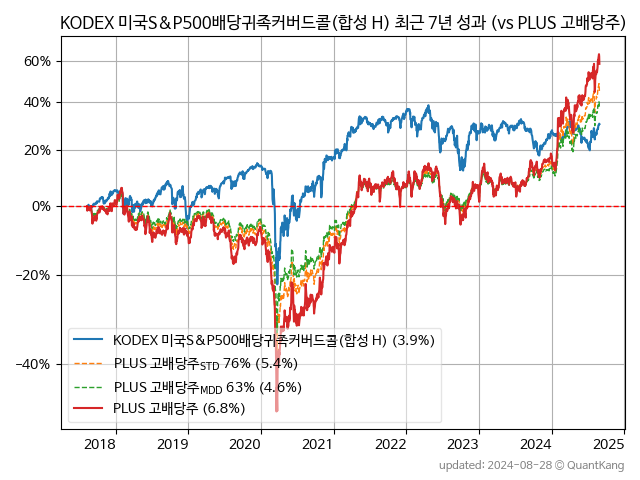 KODEX 미국S&P500배당귀족커버드콜(합성 H) 최근 7년 성과 (vs PLUS 고배당주)
60%
40%
20%
0%
−20%
−40%
KODEX 미국S&P500배당귀족커버드콜(합성 H) (3.9%)
PLUS 고배당주STD 76% (5.4%)
PLUS 고배당주MDD 63% (4.6%)
PLUS 고배당주 (6.8%)
2018 2019 2020 2021 2022 2023 2024 2025
updated: 2024-08-28 © QuantKang